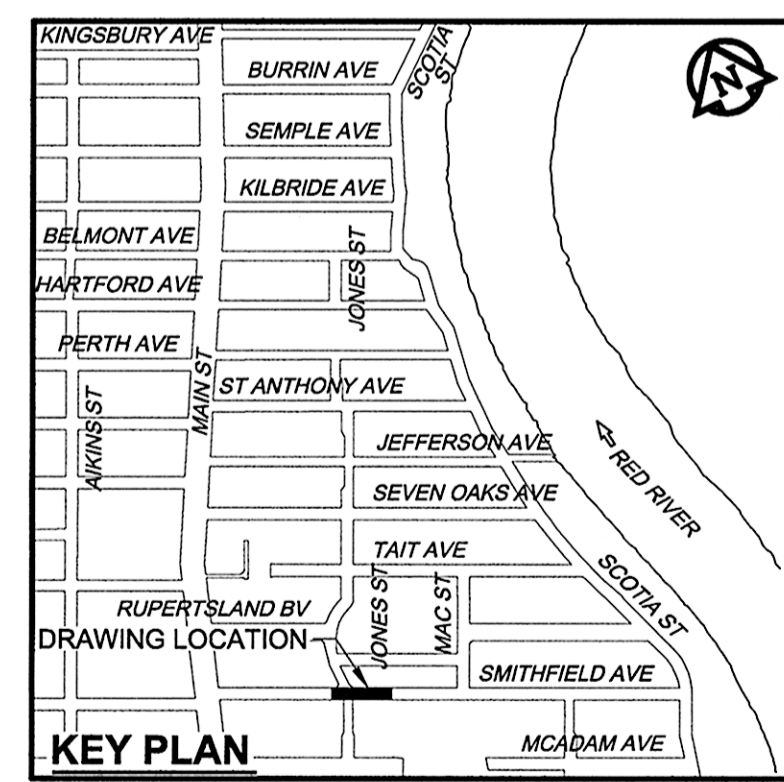 KINGSBURY AVE
SCOTIA
ST
N
BURRIN AVE
SEMPLE AVE
KILBRIDE AVE
BELMONT AVE
JONES ST
HARTFORD AVE
PERTH AVE
MAIN ST
ST ANTHONY AVE
AIKINS ST
JEFFERSON AVE
RED RIVER
SEVEN OAKS AVE
TAIT AVE
SCOTIA ST
RUPERTSLAND BV
JONES ST
MAC ST
DRAWING LOCATION
SMITHFIELD AVE
KEY PLAN
MCADAM AVE